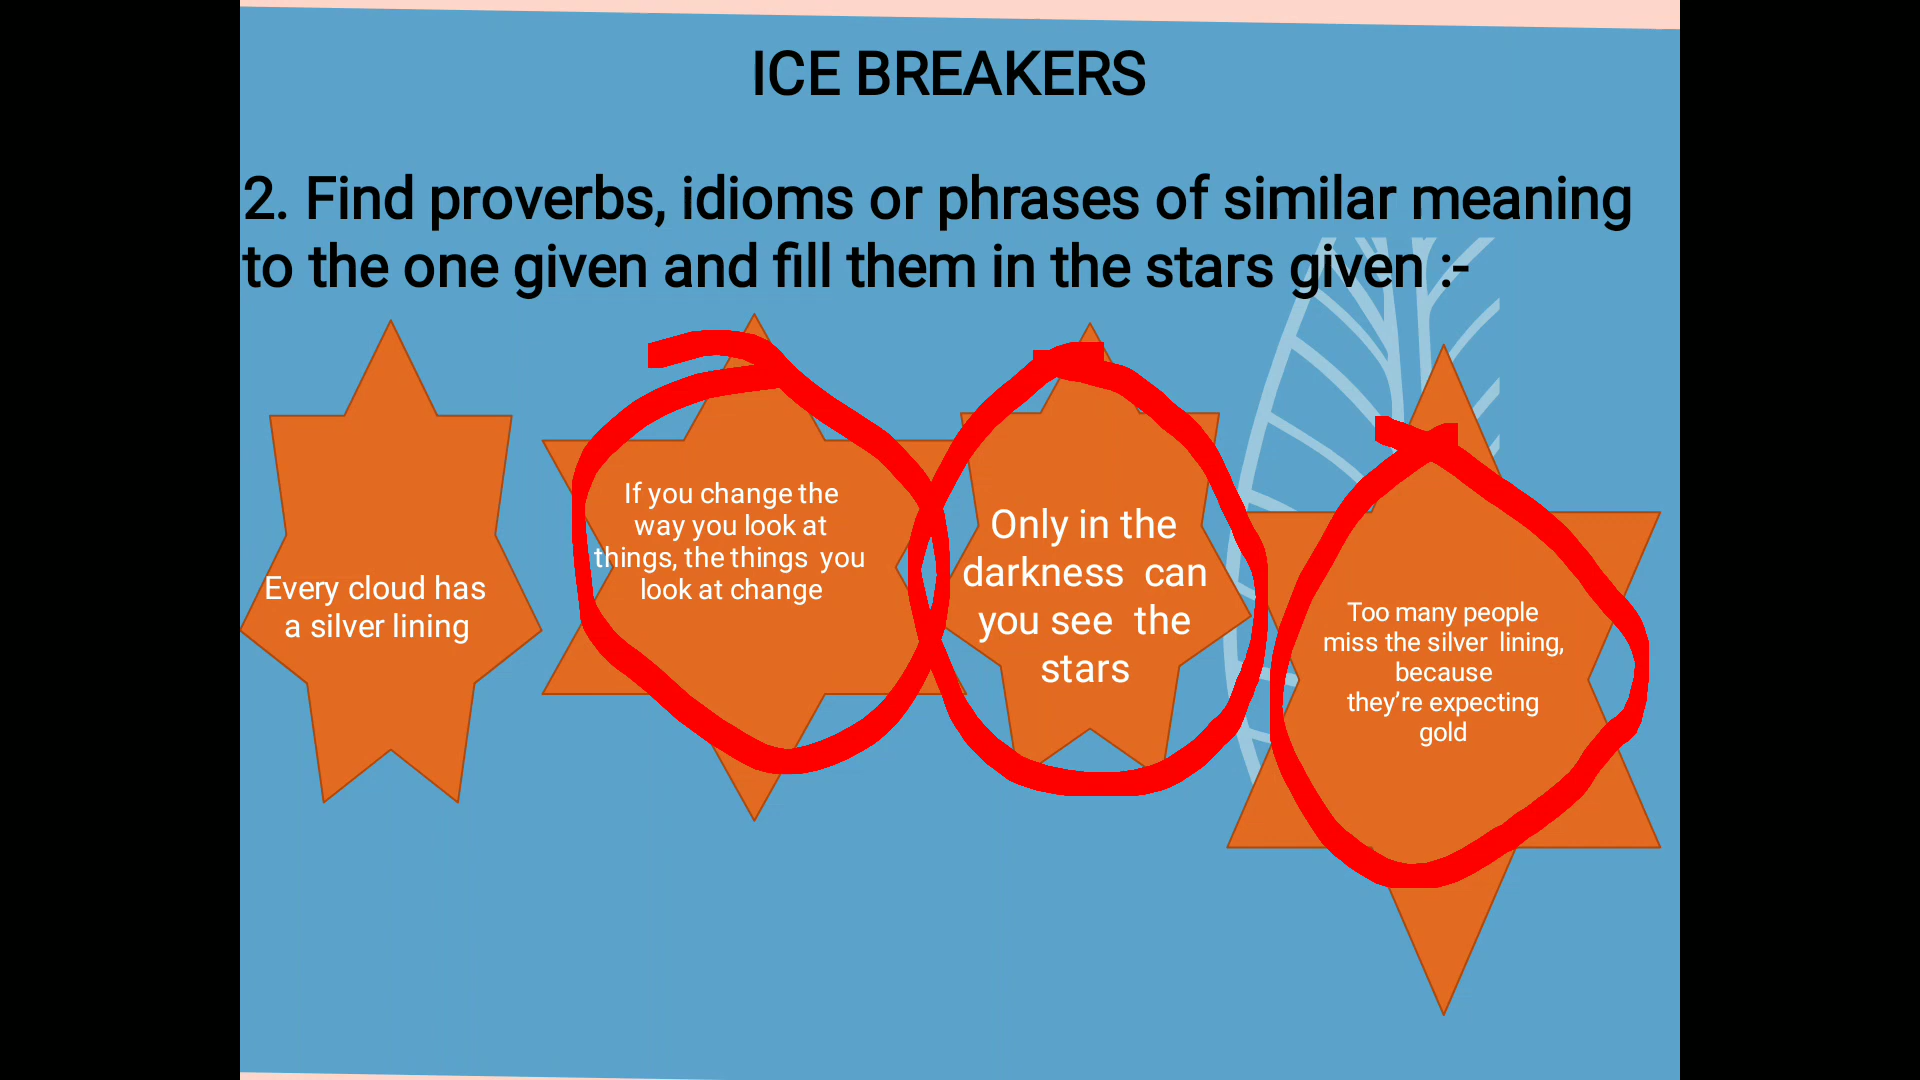 ICE BREAKERS
2. Find proverbs, idioms or phrases of similar meaning
to the one given and fill them in the stars given :-
Every cloud has
a silver lining
If you change the
way you look at
things, the things you
look at change
Only in the
darkness can
you see the
stars
Too many people
miss the silver lining,
because
they’re expecting
gold